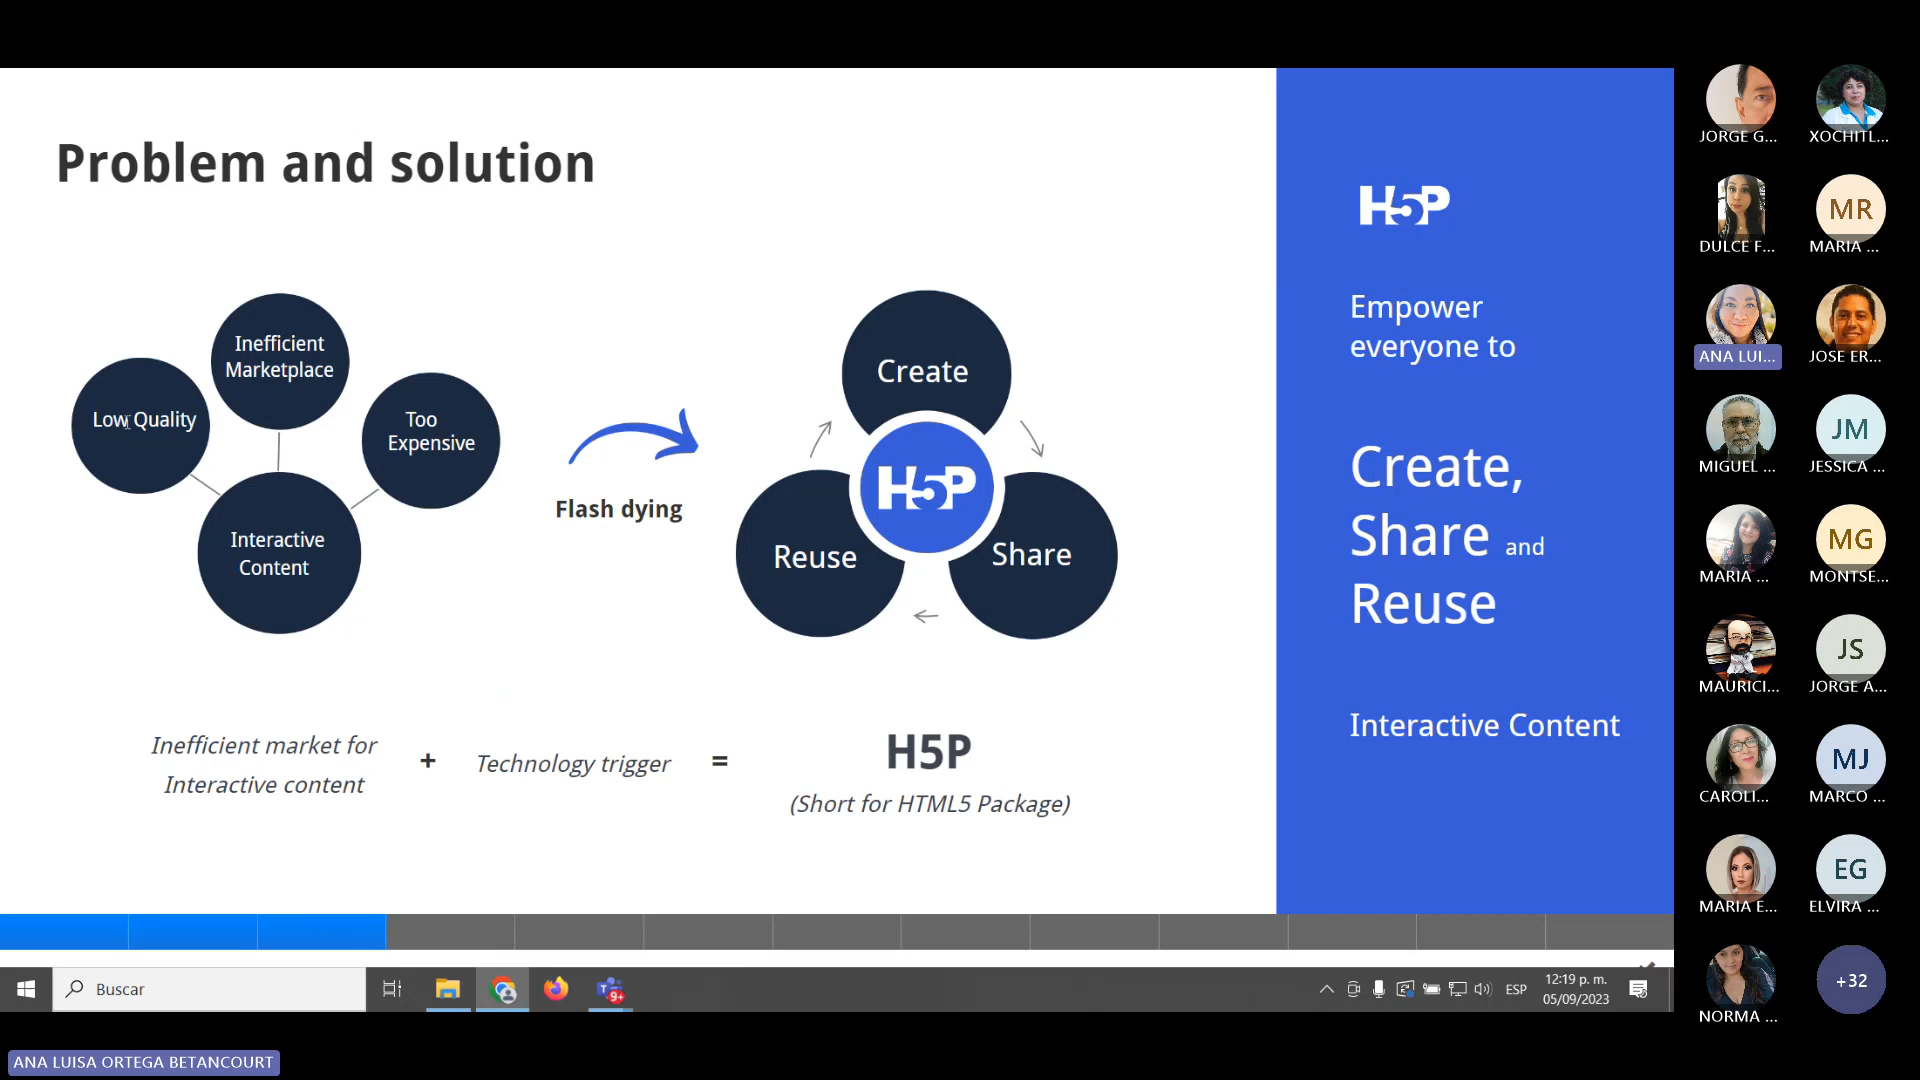 Problem and solution
Inefficient
Marketplace
Low Quality
Too
Expensive
Interactive
Content
Flash dying
Create
H5P
Reuse
Share
Inefficient market for
Interactive content
+
Technology trigger
=
H5P
(Short for HTML5 Package)
H5P
Empower
everyone to
Create,
Share and
Reuse
Interactive Content
JORGE G...
XOCHITL...
DULCE F...
MR
MARIA ...
ANA LUI...
JOSE ER...
MIGUEL ...
JM
JESSICA ...
MARIA ...
MG
MONTSE...
MAURICI...
JS
JORGE A...
CAROLI...
MJ
MARCO ...
MARIA E...
EG
ELVIRA ...
NORMA ...
+32
Buscar
9+
ESP
12:19 p. m.
05/09/2023
ANA LUISA ORTEGA BETANCOURT